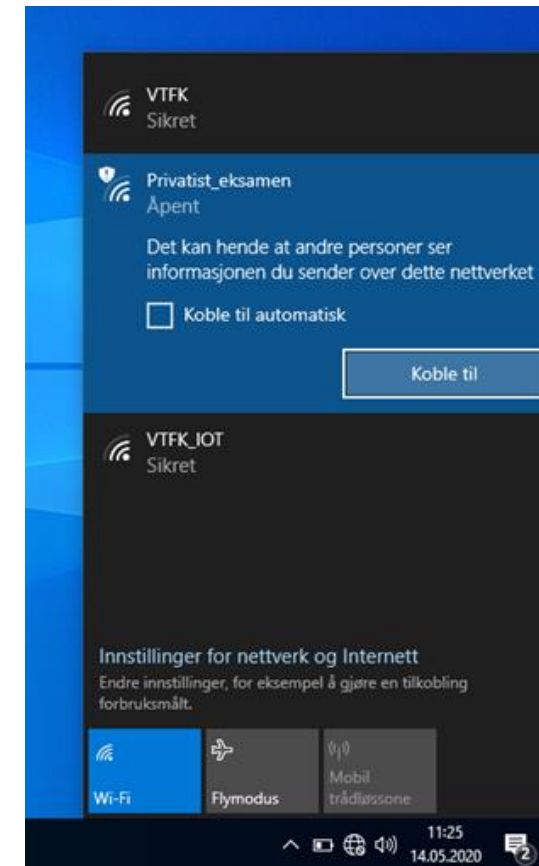 VTFK
Sikret
Privatist_eksamen
Åpent
Det kan hende at andre personer ser
informasjonen du sender over dette nettverket
Koble til automatisk
Koble til
VTFK_IOT
Sikret
Innstillinger for nettverk og Internett
Endre innstillinger, for eksempel å gjøre en tilkobling
forbruksmålt.
Wi-Fi
Flymodus
Mobil
trådløssone
11:25
14.05.2020
2